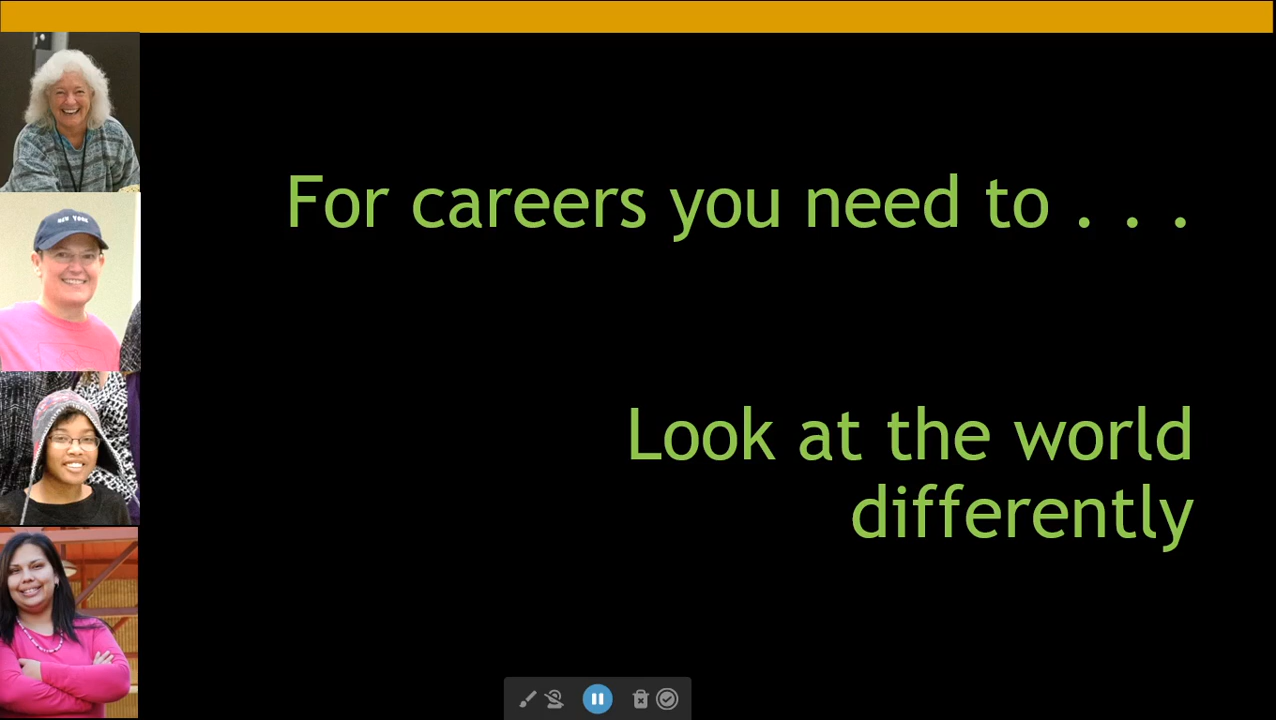 NEW YORK
For careers you need to . . .
Look at the world
differently